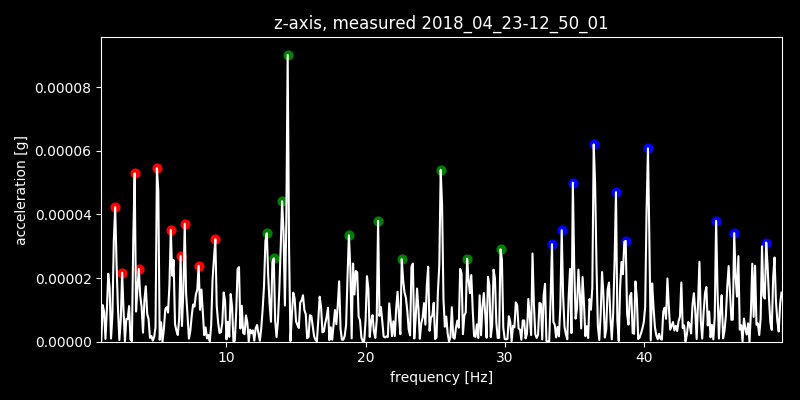 z-axis, measured 2018_04_23-12_50_01
acceleration [g]
0.00008
0.00006
0.00004
0.00002
0.00000
10 20 30 40
frequency [Hz]